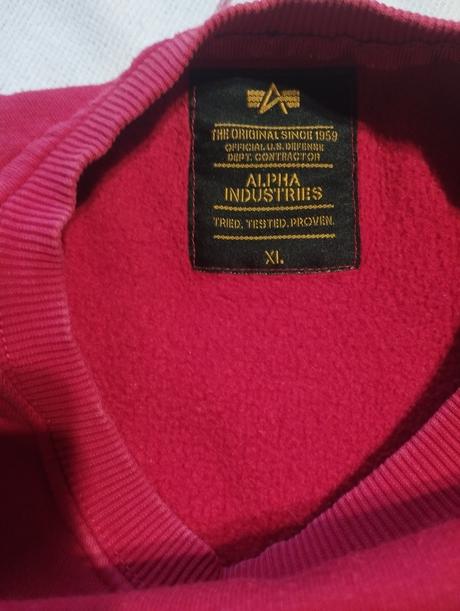 THE ORIGINAL SINCE 1959
OFFICIAL U.S. DEFENSE
DEPT. CONTRACTOR
ALPHA
INDUSTRIES
TRIED. TESTED. PROVEN.
XL